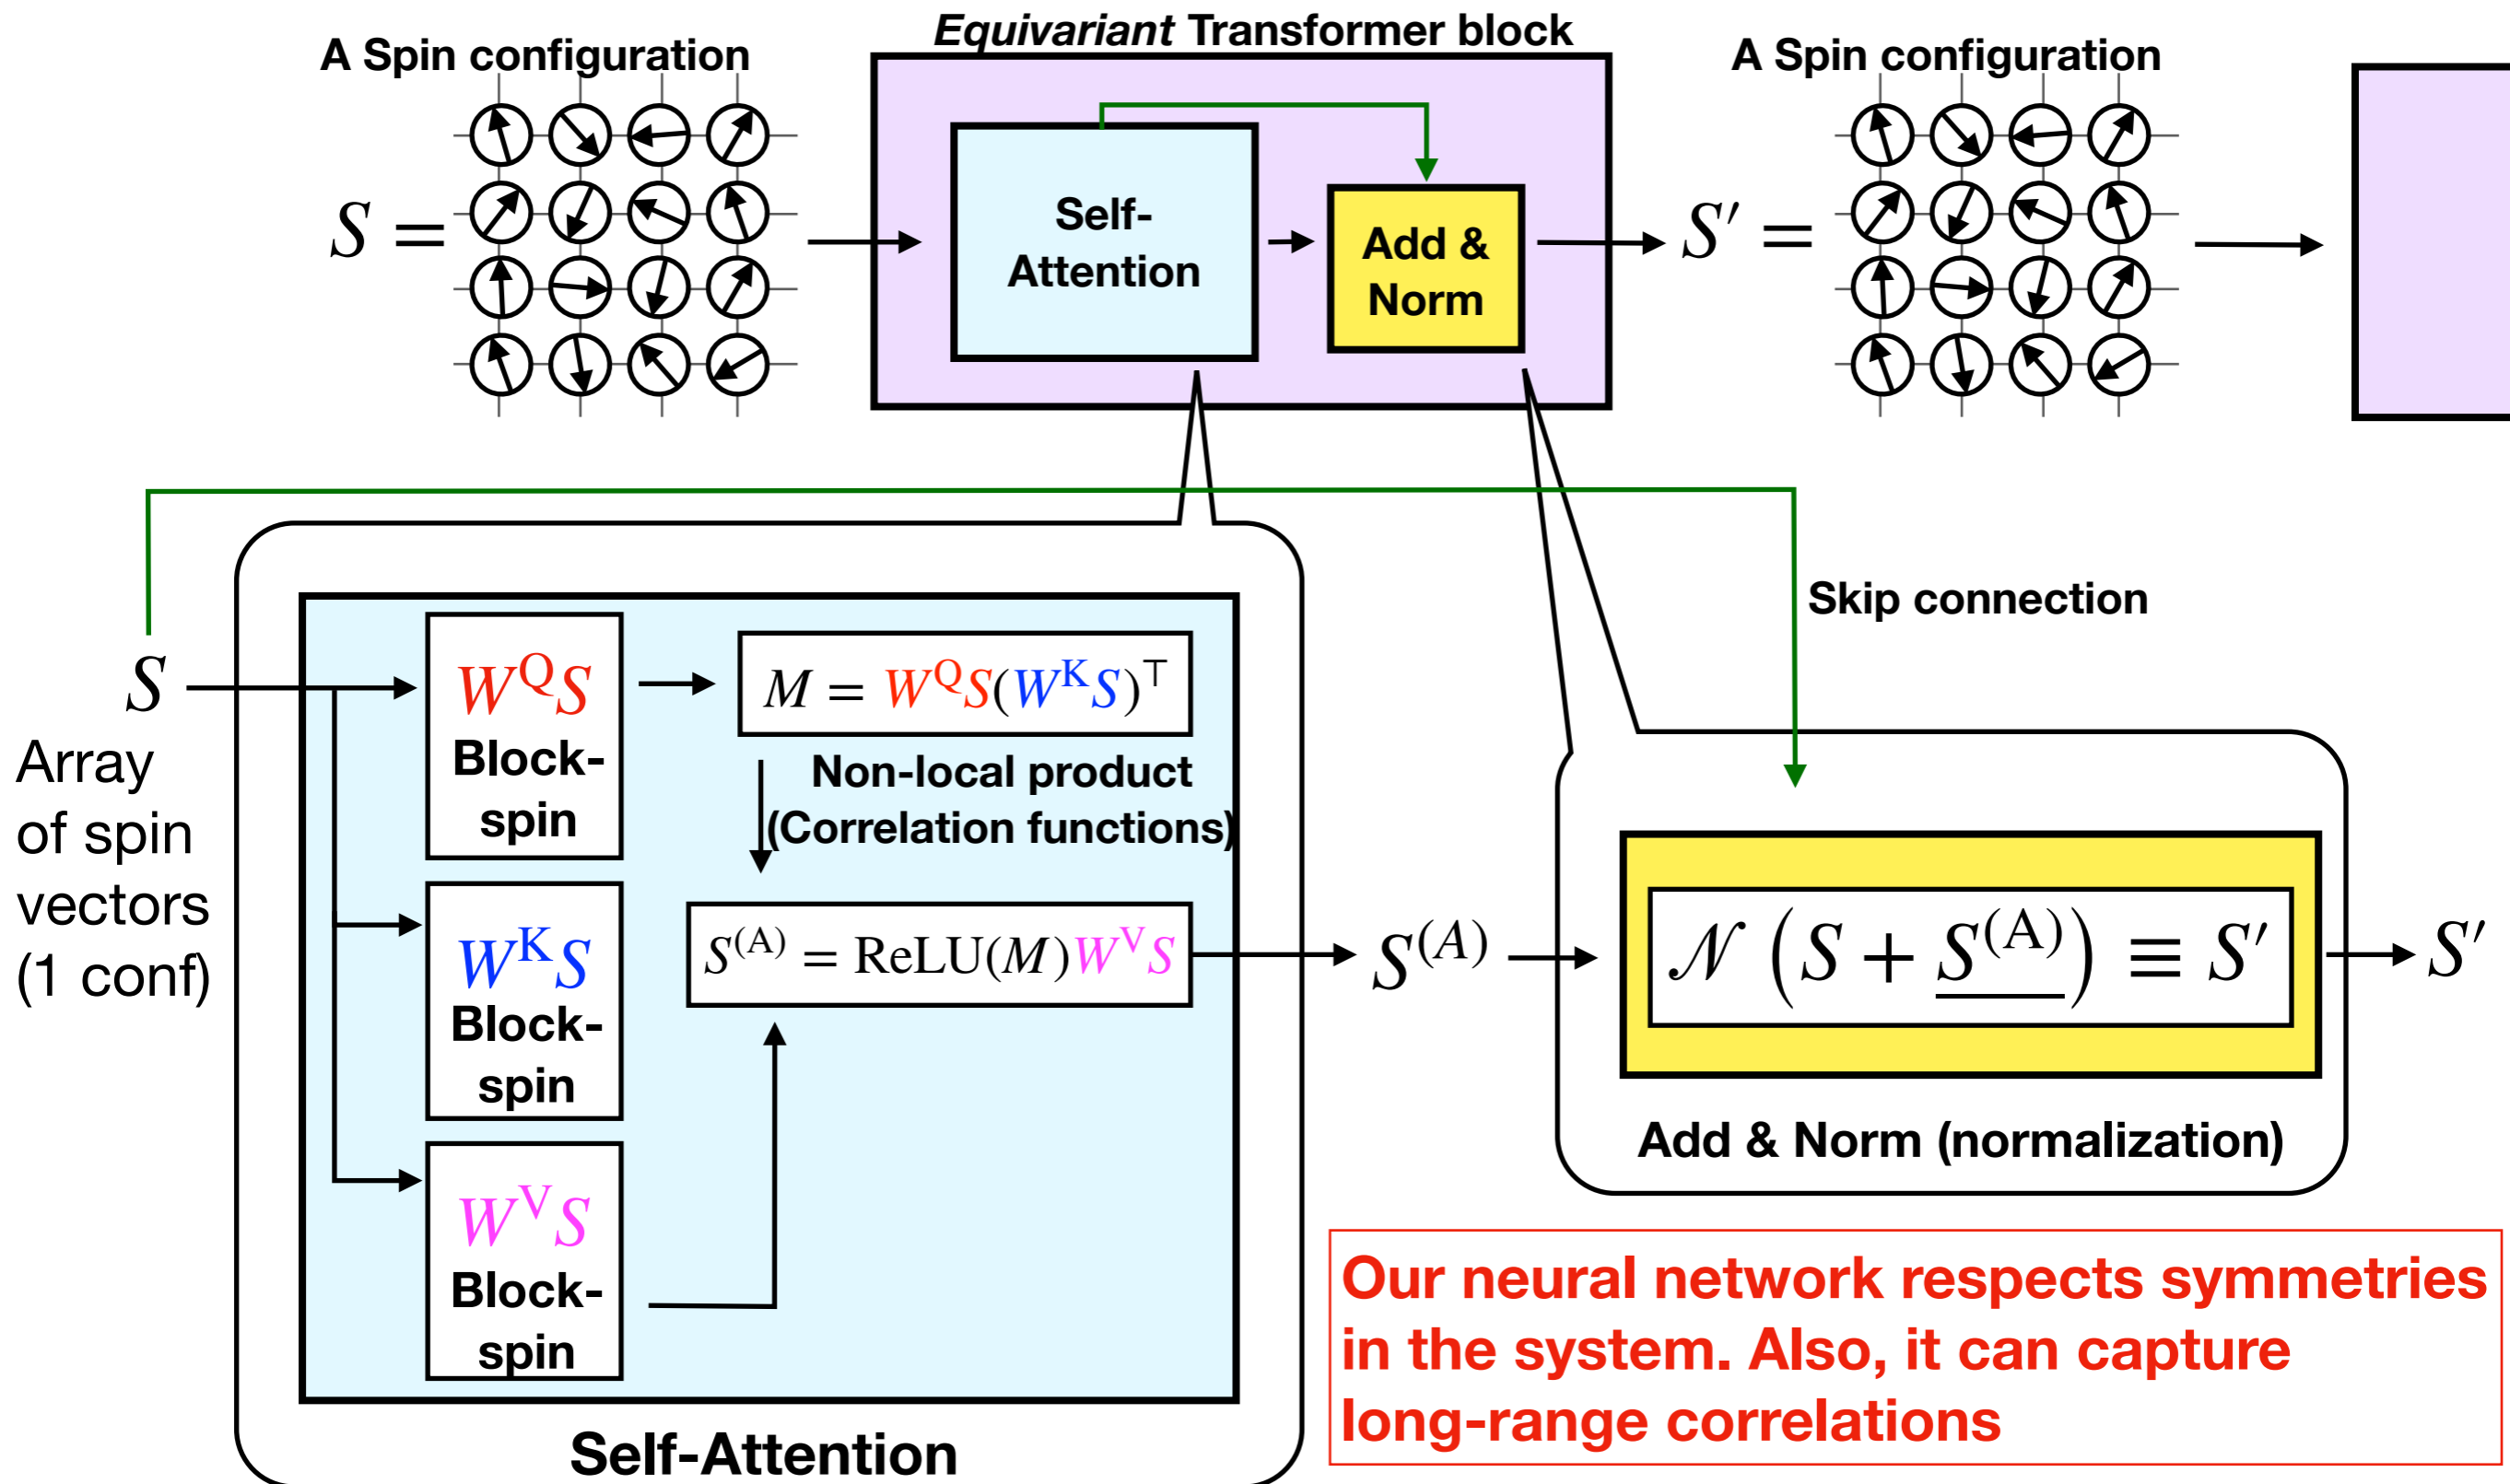 Equivariant Transformer block
A Spin configuration
A Spin configuration
S =
Self-
Attention
Add &
Norm
S′ =
Skip connection
S
Array
of spin
vectors
(1 conf)
W^Q S
Block-
spin
M = W^Q S(W^K S)^⊤
Non-local product
(Correlation functions)
W^K S
Block-
spin
S^(A) = ReLU(M)W^V S
S^(A)
𝒩 (S + S^(A)) ≡ S′
S′
Add & Norm (normalization)
W^V S
Block-
spin
Self-Attention
Our neural network respects symmetries
in the system. Also, it can capture
long-range correlations